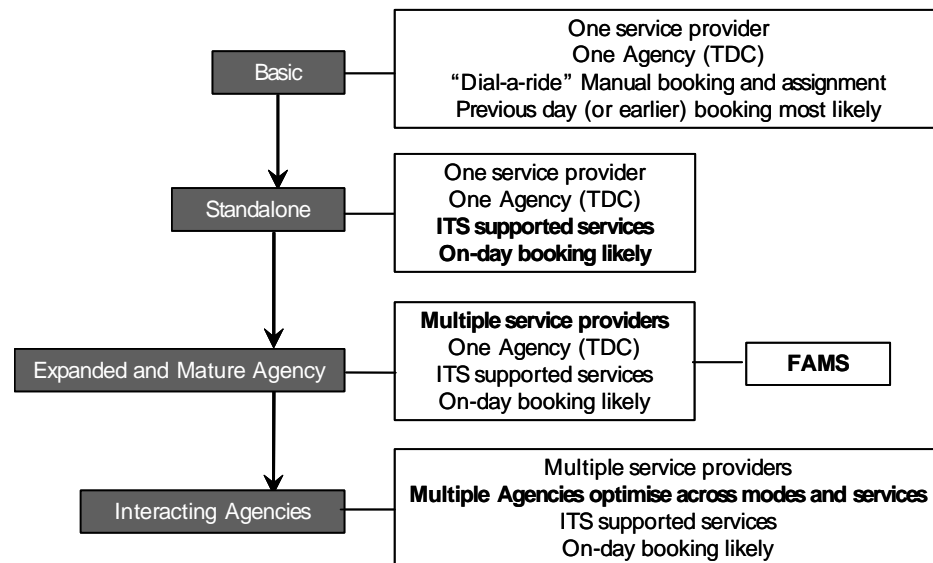 One service provider
One Agency (TDC)
Basic
“Dial-a-ride” Manual booking and assignment
Previous day (or earlier) booking most likely
One service provider
One Agency (TDC)
Standalone
ITS supported services
On-day booking likely
Multiple service providers
One Agency (TDC)
Expanded and Mature Agency
ITS supported services
On-day booking likely
FAMS
Multiple service providers
Multiple Agencies optimise across modes and services
Interacting Agencies
ITS supported services
On-day booking likely